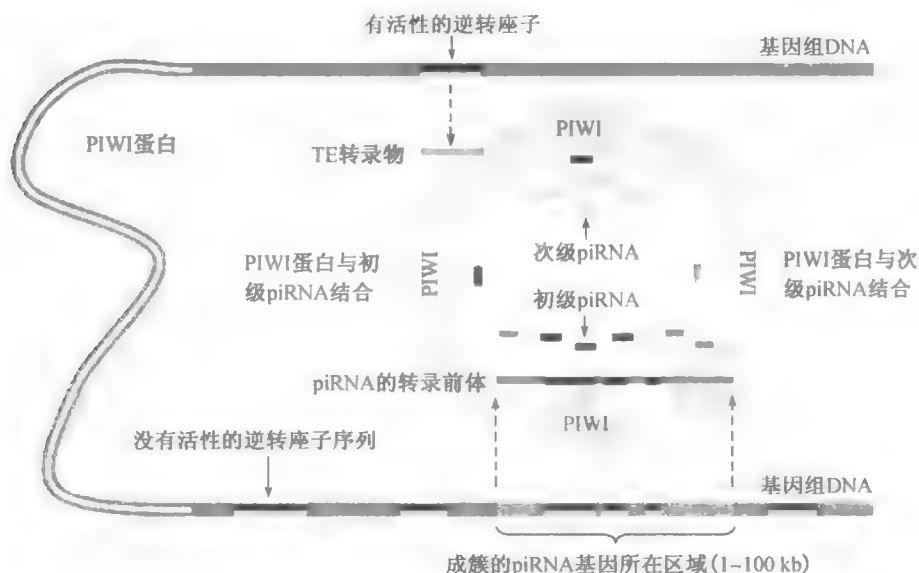 有活性的逆转座子
基因组DNA
PIWI蛋白
PIWI
TE转录物
PIWI蛋白与初
级piRNA结合
PIWI
次级piRNA
初级piRNA
PIWI
PIWI蛋白与次
级piRNA结合
piRNA的转录前体
PIWI
没有活性的逆转座子序列
基因组DNA
成簇的piRNA基因所在区域(1-100 kb)